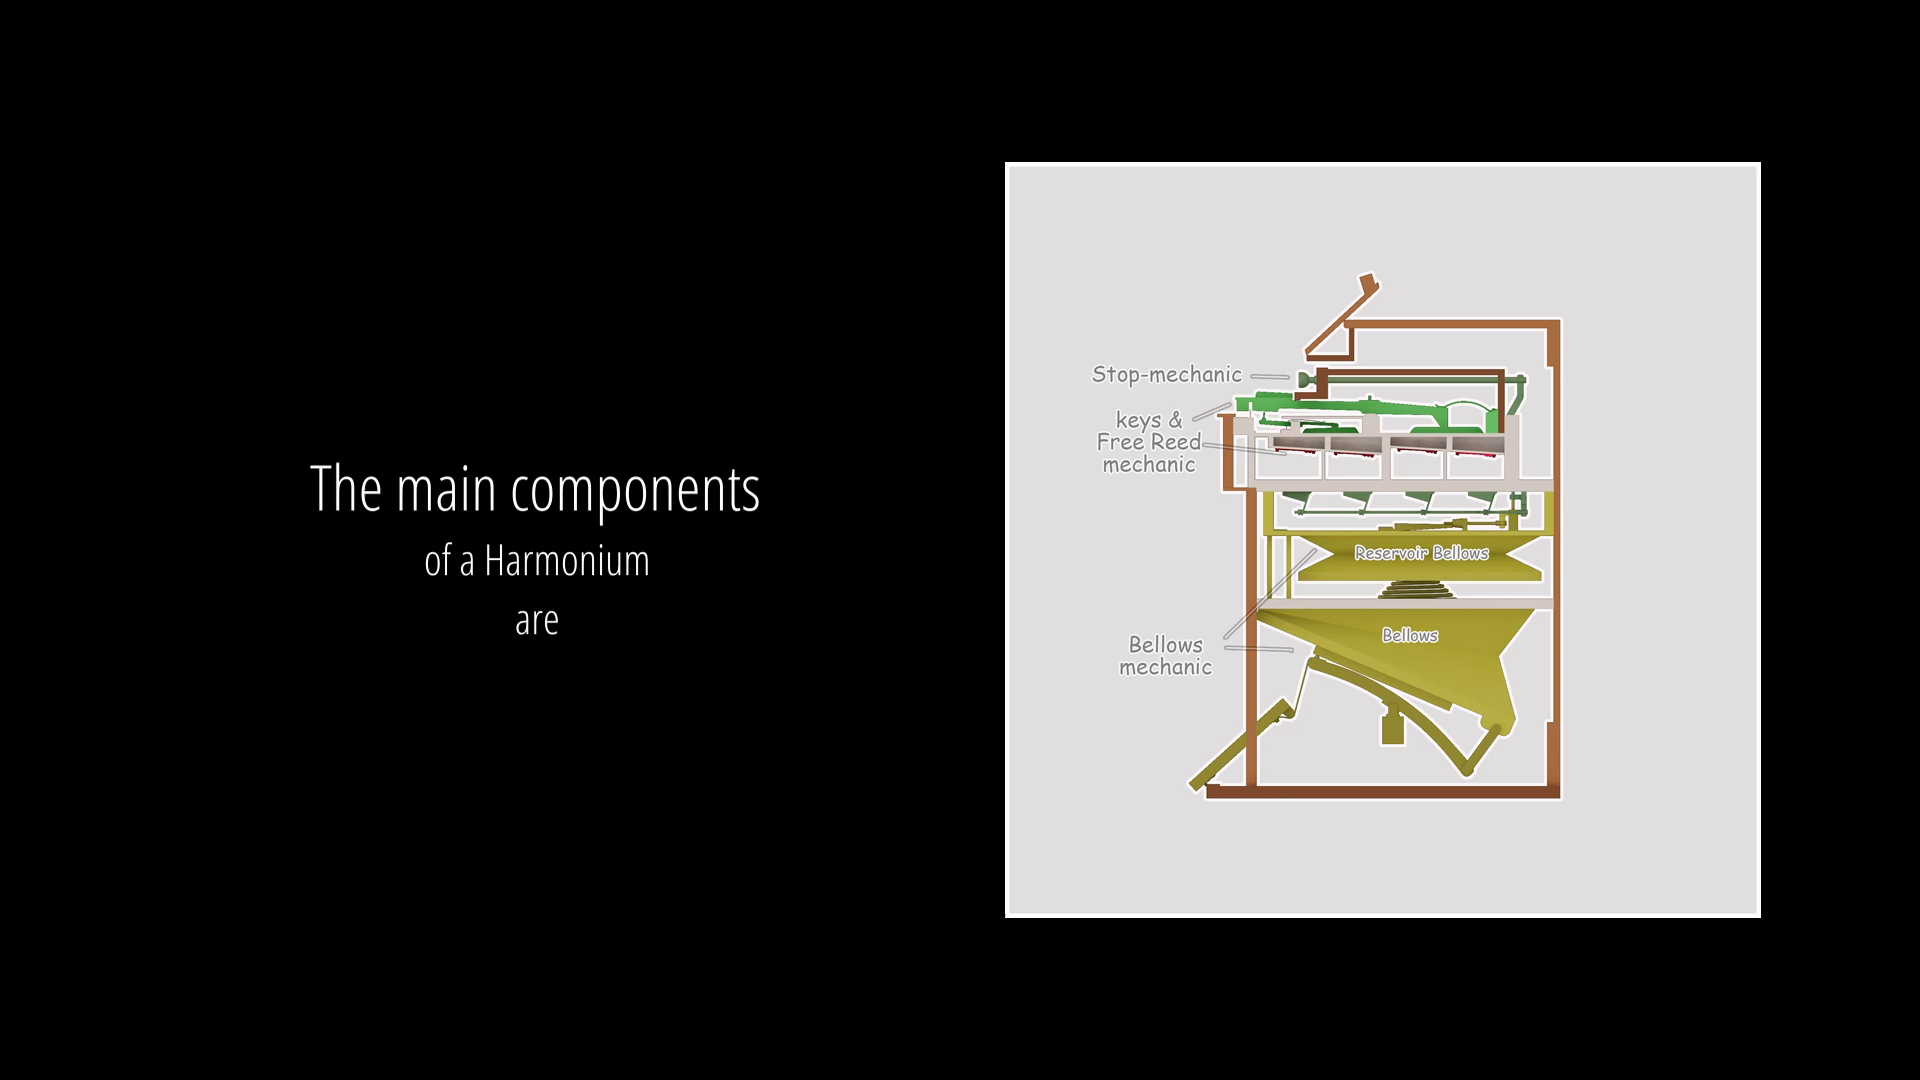 The main components
of a Harmonium
are
Stop-mechanic
keys &
Free Reed
mechanic
Reservoir Bellows
Bellows
Bellows
mechanic